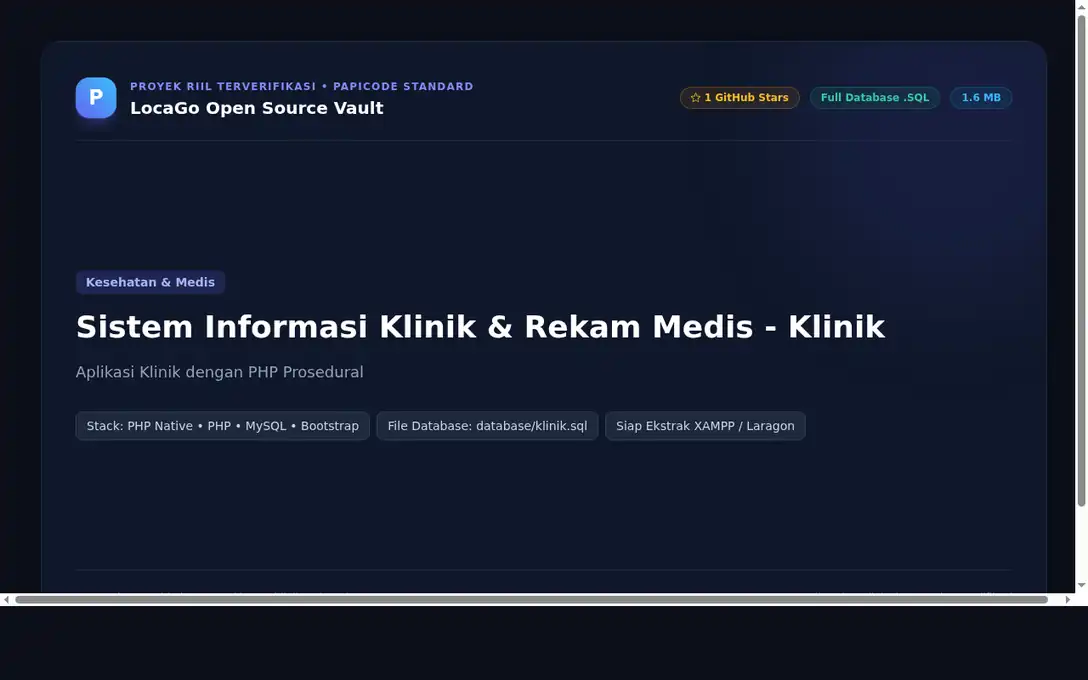 P
PROYEK RIIL TERVERIFIKASI • PAPICODE STANDARD
LocaGo Open Source Vault
☆ 1 GitHub Stars
Full Database .SQL
1.6 MB
Kesehatan & Medis
Sistem Informasi Klinik & Rekam Medis - Klinik
Aplikasi Klinik dengan PHP Prosedural
Stack: PHP Native • PHP • MySQL • Bootstrap
File Database: database/klinik.sql
Siap Ekstrak XAMPP / Laragon